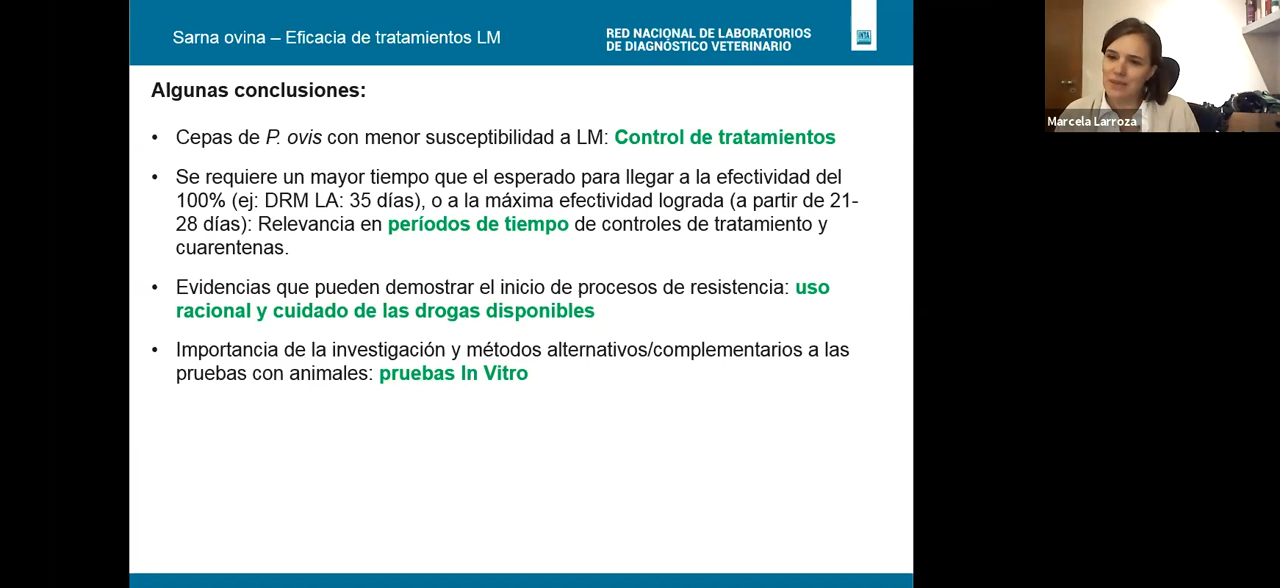 Sarna ovina – Eficacia de tratamientos LM
RED NACIONAL DE LABORATORIOS
DE DIAGNÓSTICO VETERINARIO
INTA
Marcela Larroza
Algunas conclusiones:
• Cepas de P. ovis con menor susceptibilidad a LM: Control de tratamientos
• Se requiere un mayor tiempo que el esperado para llegar a la efectividad del
100% (ej: DRM LA: 35 días), o a la máxima efectividad lograda (a partir de 21-
28 días): Relevancia en períodos de tiempo de controles de tratamiento y
cuarentenas.
• Evidencias que pueden demostrar el inicio de procesos de resistencia: uso
racional y cuidado de las drogas disponibles
• Importancia de la investigación y métodos alternativos/complementarios a las
pruebas con animales: pruebas In Vitro